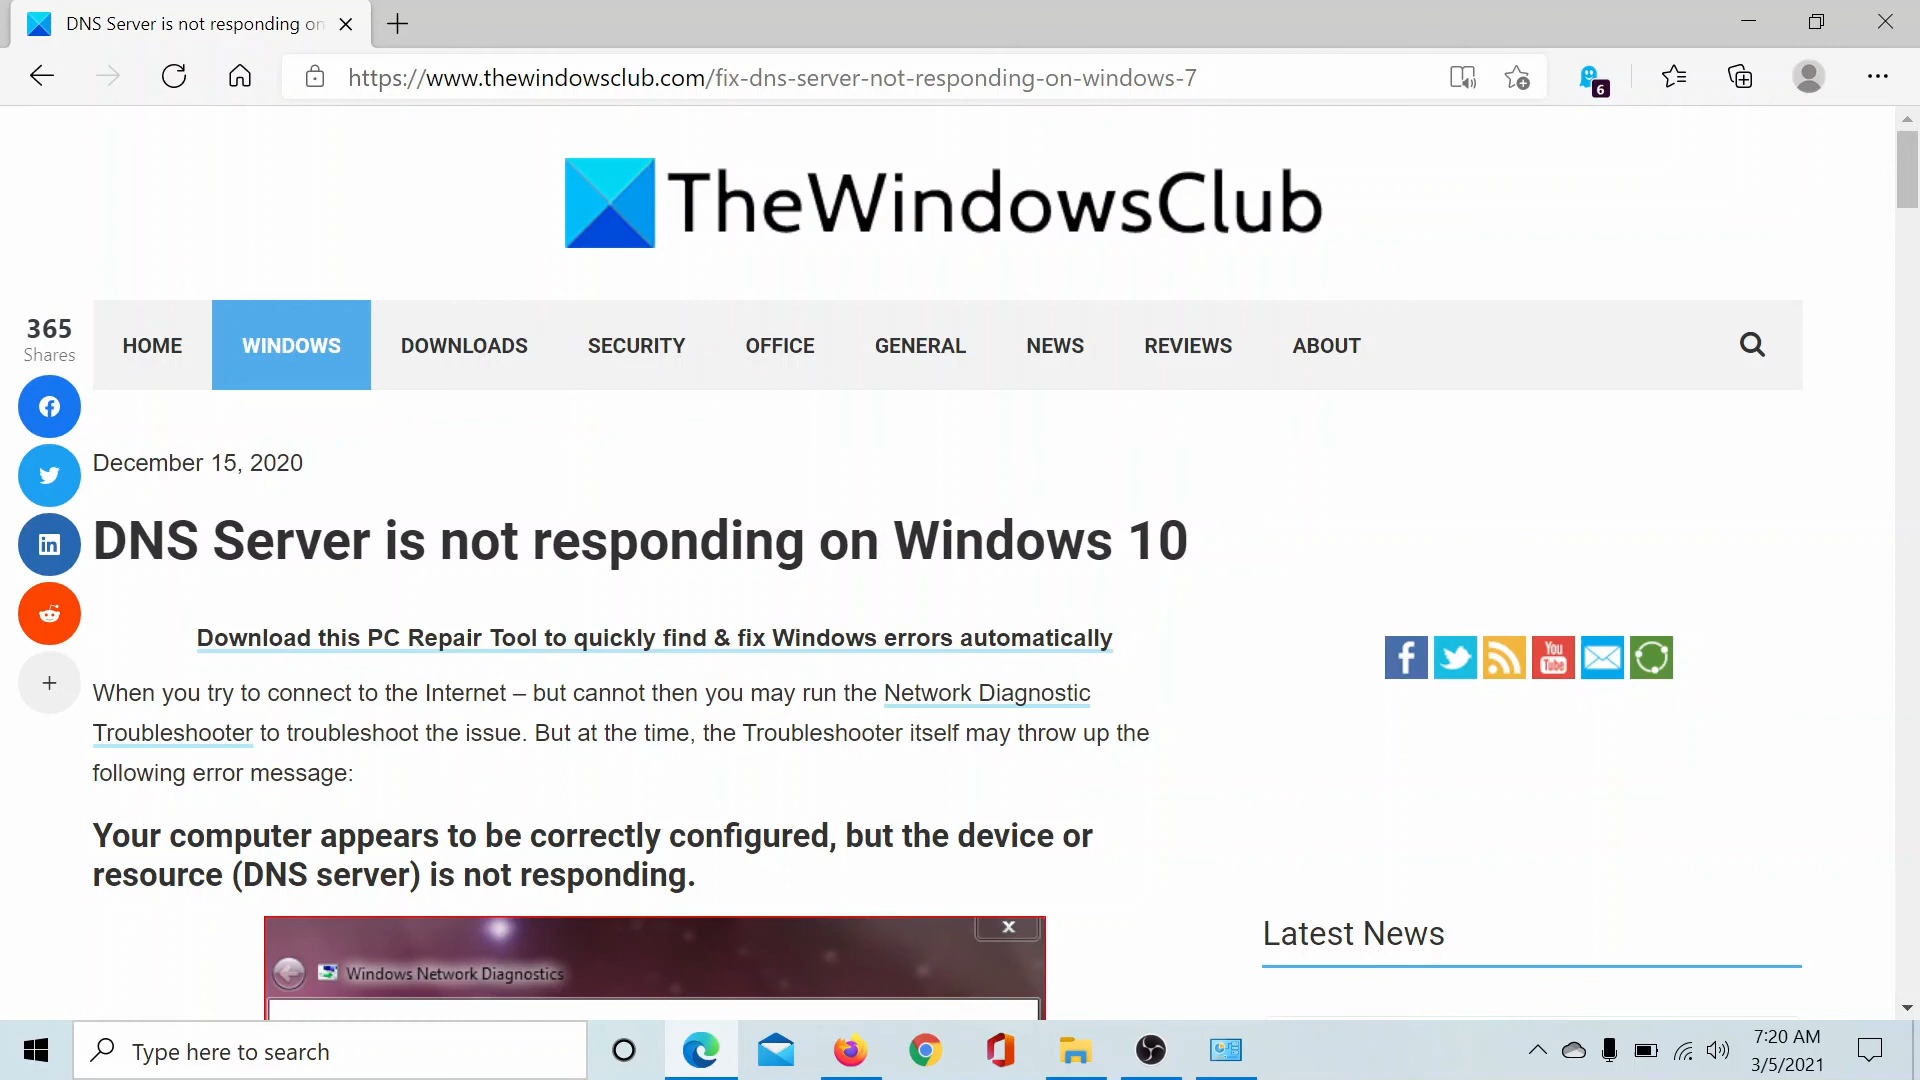 DNS Server is not responding on
https://www.thewindowsclub.com/fix-dns-server-not-responding-on-windows-7
6
TheWindowsClub
365
Shares
HOME WINDOWS DOWNLOADS SECURITY OFFICE GENERAL NEWS REVIEWS ABOUT
December 15, 2020
DNS Server is not responding on Windows 10
Download this PC Repair Tool to quickly find & fix Windows errors automatically
When you try to connect to the Internet – but cannot then you may run the Network Diagnostic
Troubleshooter to troubleshoot the issue. But at the time, the Troubleshooter itself may throw up the
following error message:
You Tube
Your computer appears to be correctly configured, but the device or
resource (DNS server) is not responding.
Windows Network Diagnostics
Latest News
Type here to search
7:20 AM
3/5/2021